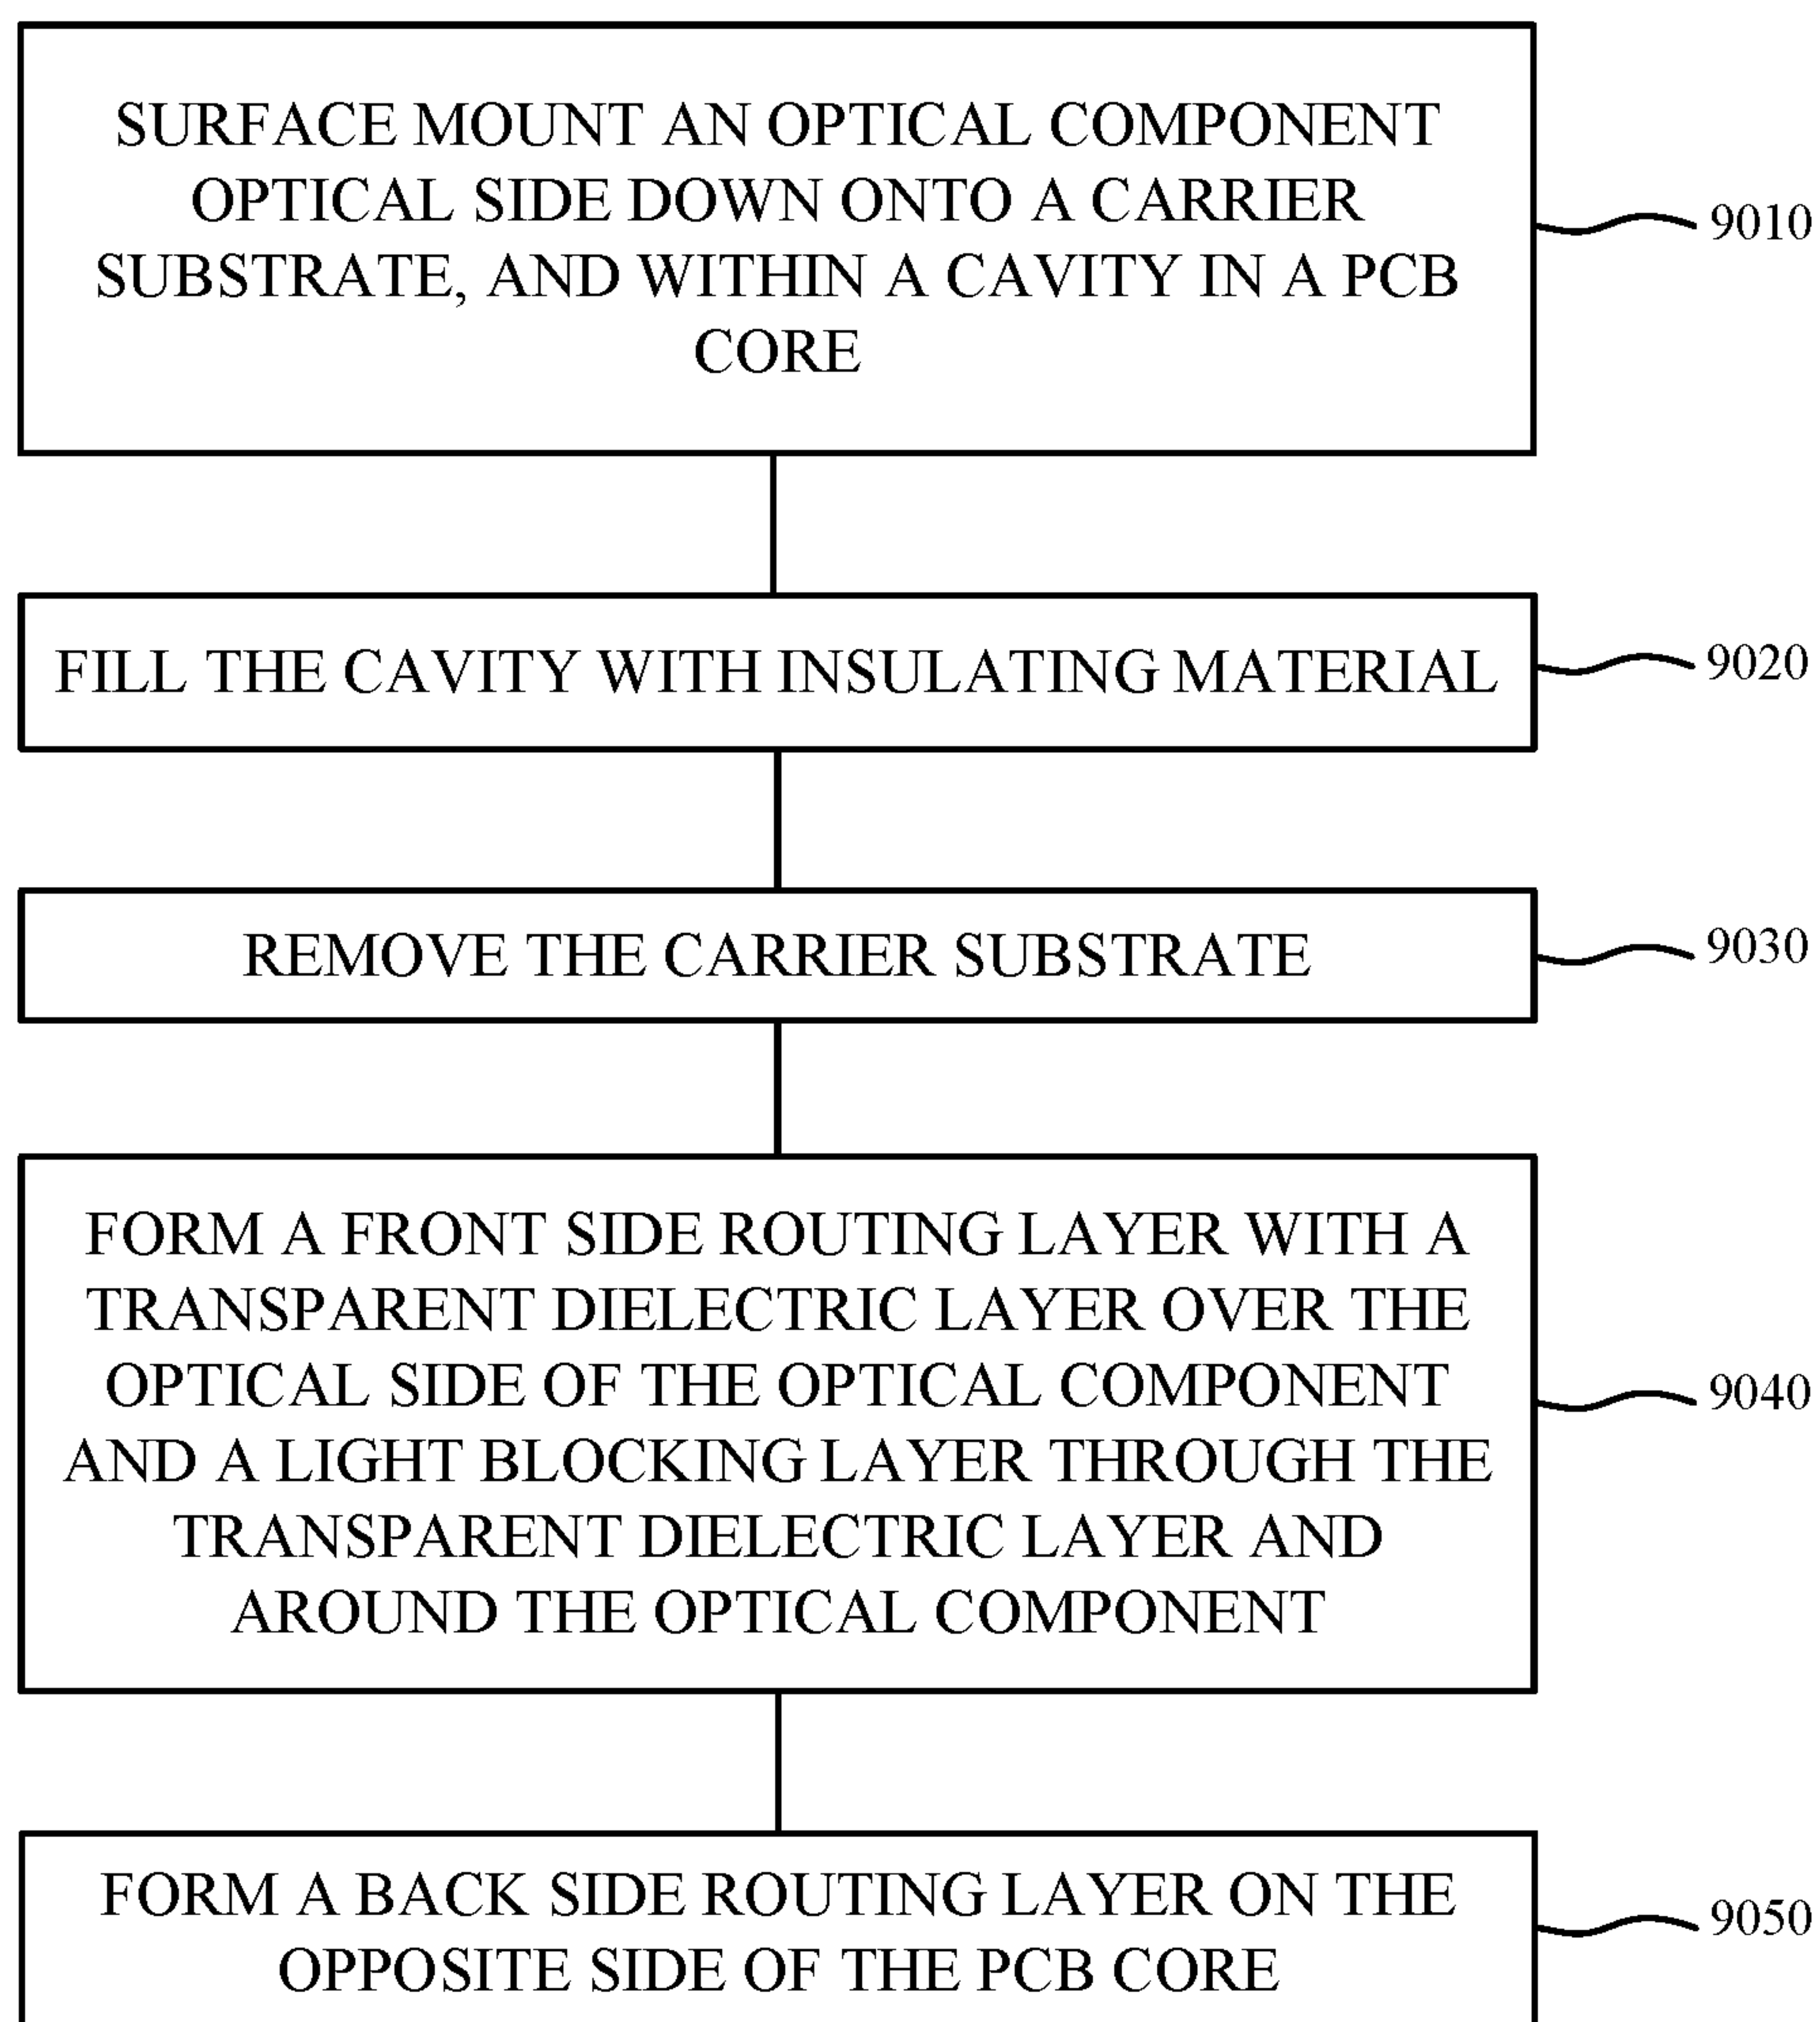 SURFACE MOUNT AN OPTICAL COMPONENT
OPTICAL SIDE DOWN ONTO A CARRIER
SUBSTRATE, AND WITHIN A CAVITY IN A PCB
CORE
9010
FILL THE CAVITY WITH INSULATING MATERIAL
9020
REMOVE THE CARRIER SUBSTRATE
9030
FORM A FRONT SIDE ROUTING LAYER WITH A
TRANSPARENT DIELECTRIC LAYER OVER THE
OPTICAL SIDE OF THE OPTICAL COMPONENT
AND A LIGHT BLOCKING LAYER THROUGH THE
TRANSPARENT DIELECTRIC LAYER AND
AROUND THE OPTICAL COMPONENT
9040
FORM A BACK SIDE ROUTING LAYER ON THE
OPPOSITE SIDE OF THE PCB CORE
9050